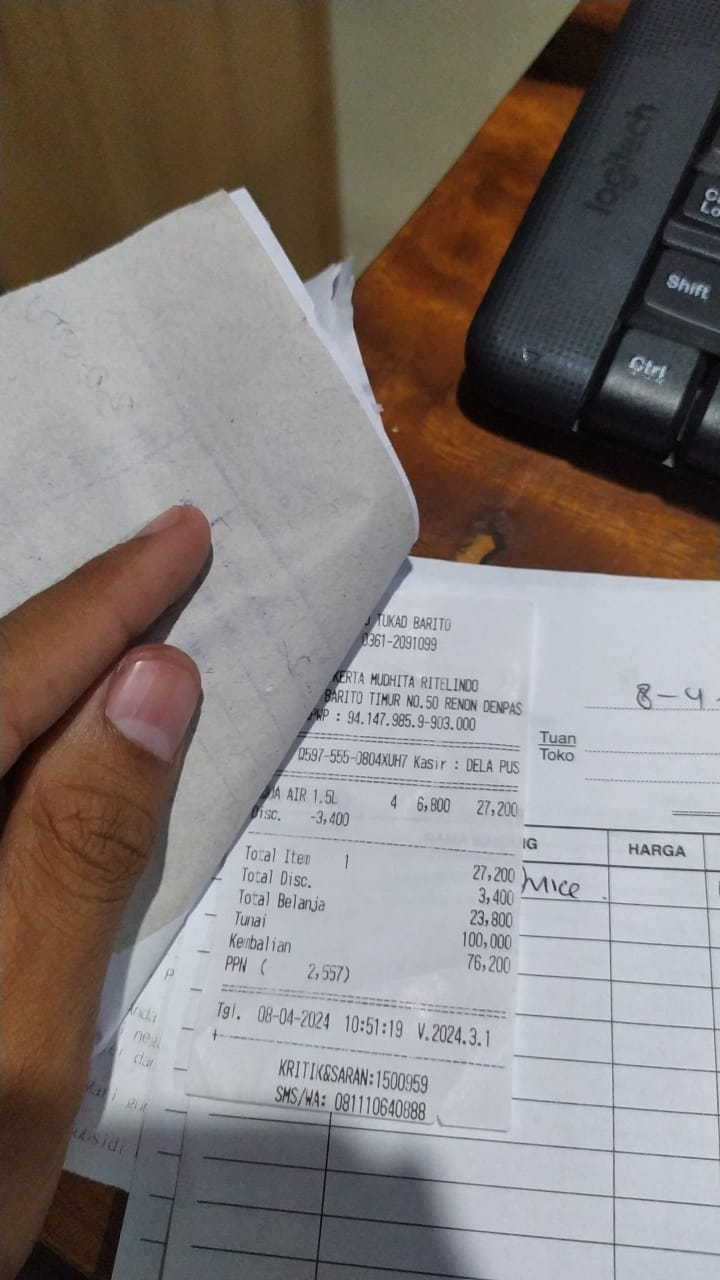 logitech
Shift
Ctrl
TUKAD BARITO
0361-2091099
KERTA MUDHITA RITELINDO
BARITO TIMUR NO.50 RENON DENPAS
: 94.147.985.9-903.000
0597-555-0804XUH7 Kasir : DELA PUS
AIR 1.5L 4 6,800 27,200
Disc. -3,400
Total Item 1 27,200
Total Disc. 3,400
Total Belanja 23,800
Tunai 100,000
Kembalian 76,200
PPN ( 2,557)
Tgl. 08-04-2024 10:51:19 V.2024.3.1
KRITIK&SARAN:1500959
SMS/WA: 081110640888
8-4-
Tuan
Toko
HARGA